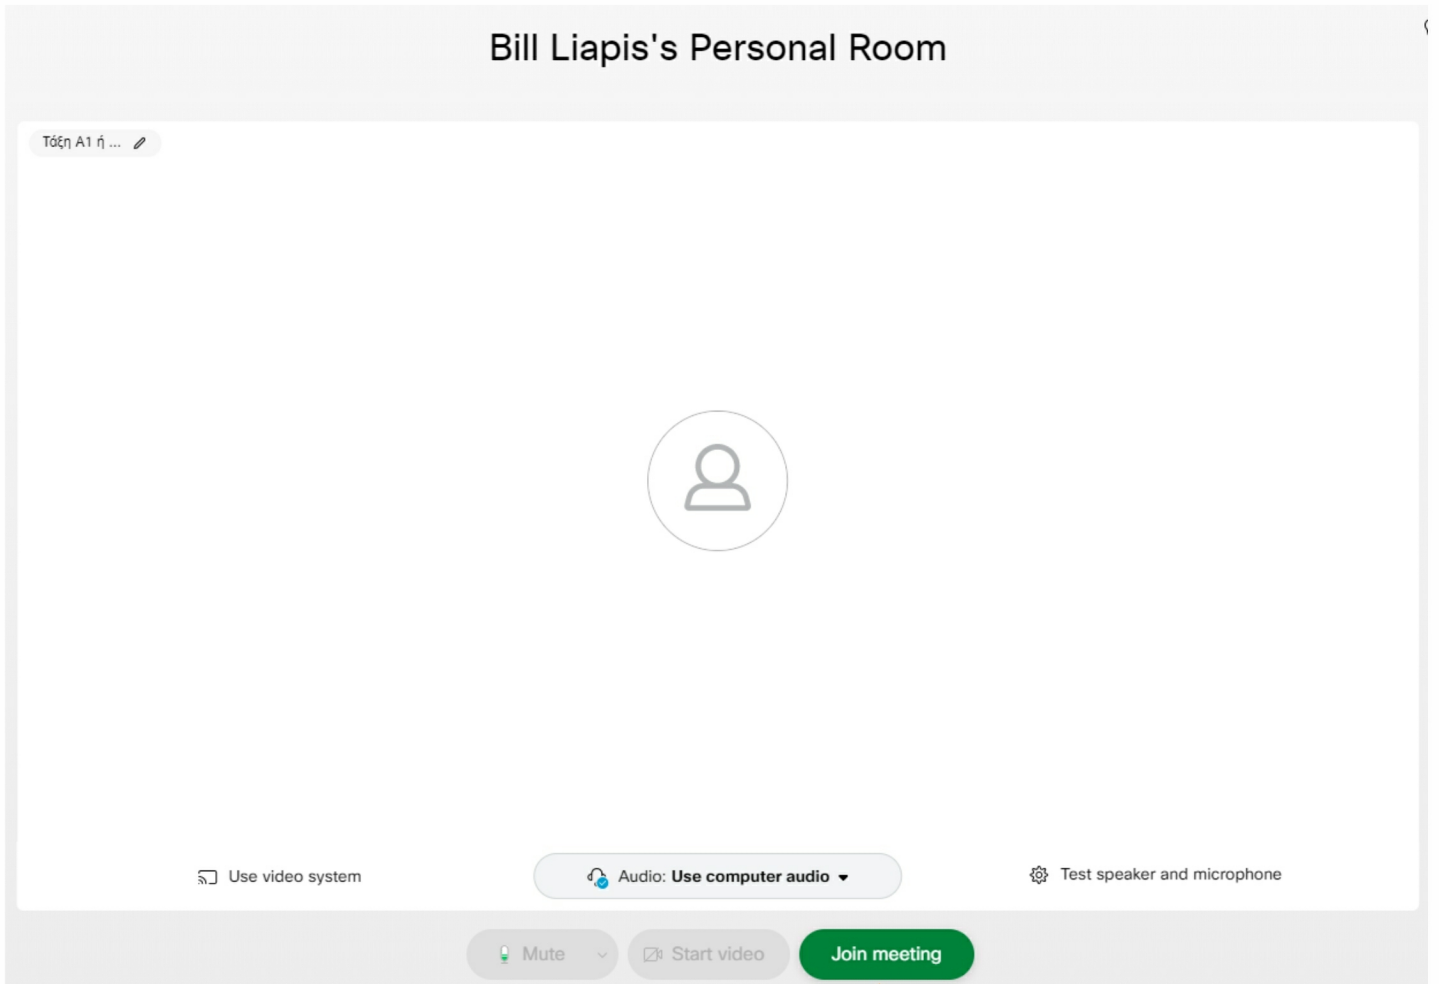 Bill Liapis's Personal Room
Τάξη Α1 ή ...
Use video system
Audio: Use computer audio
Test speaker and microphone
Mute
Start video
Join meeting